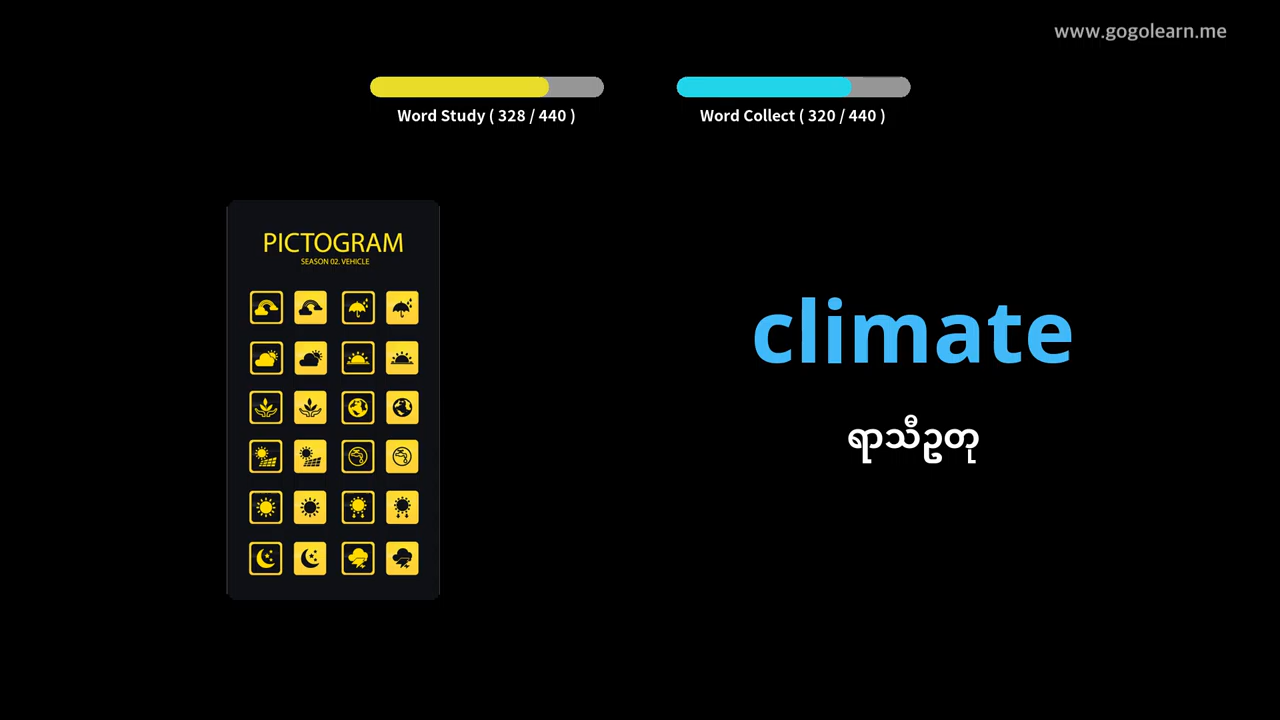 www.gogolearn.me
Word Study ( 328 / 440 )
Word Collect ( 320 / 440 )
PICTOGRAM
SEASON 02. VEHICLE
climate
ရာသီဥတု